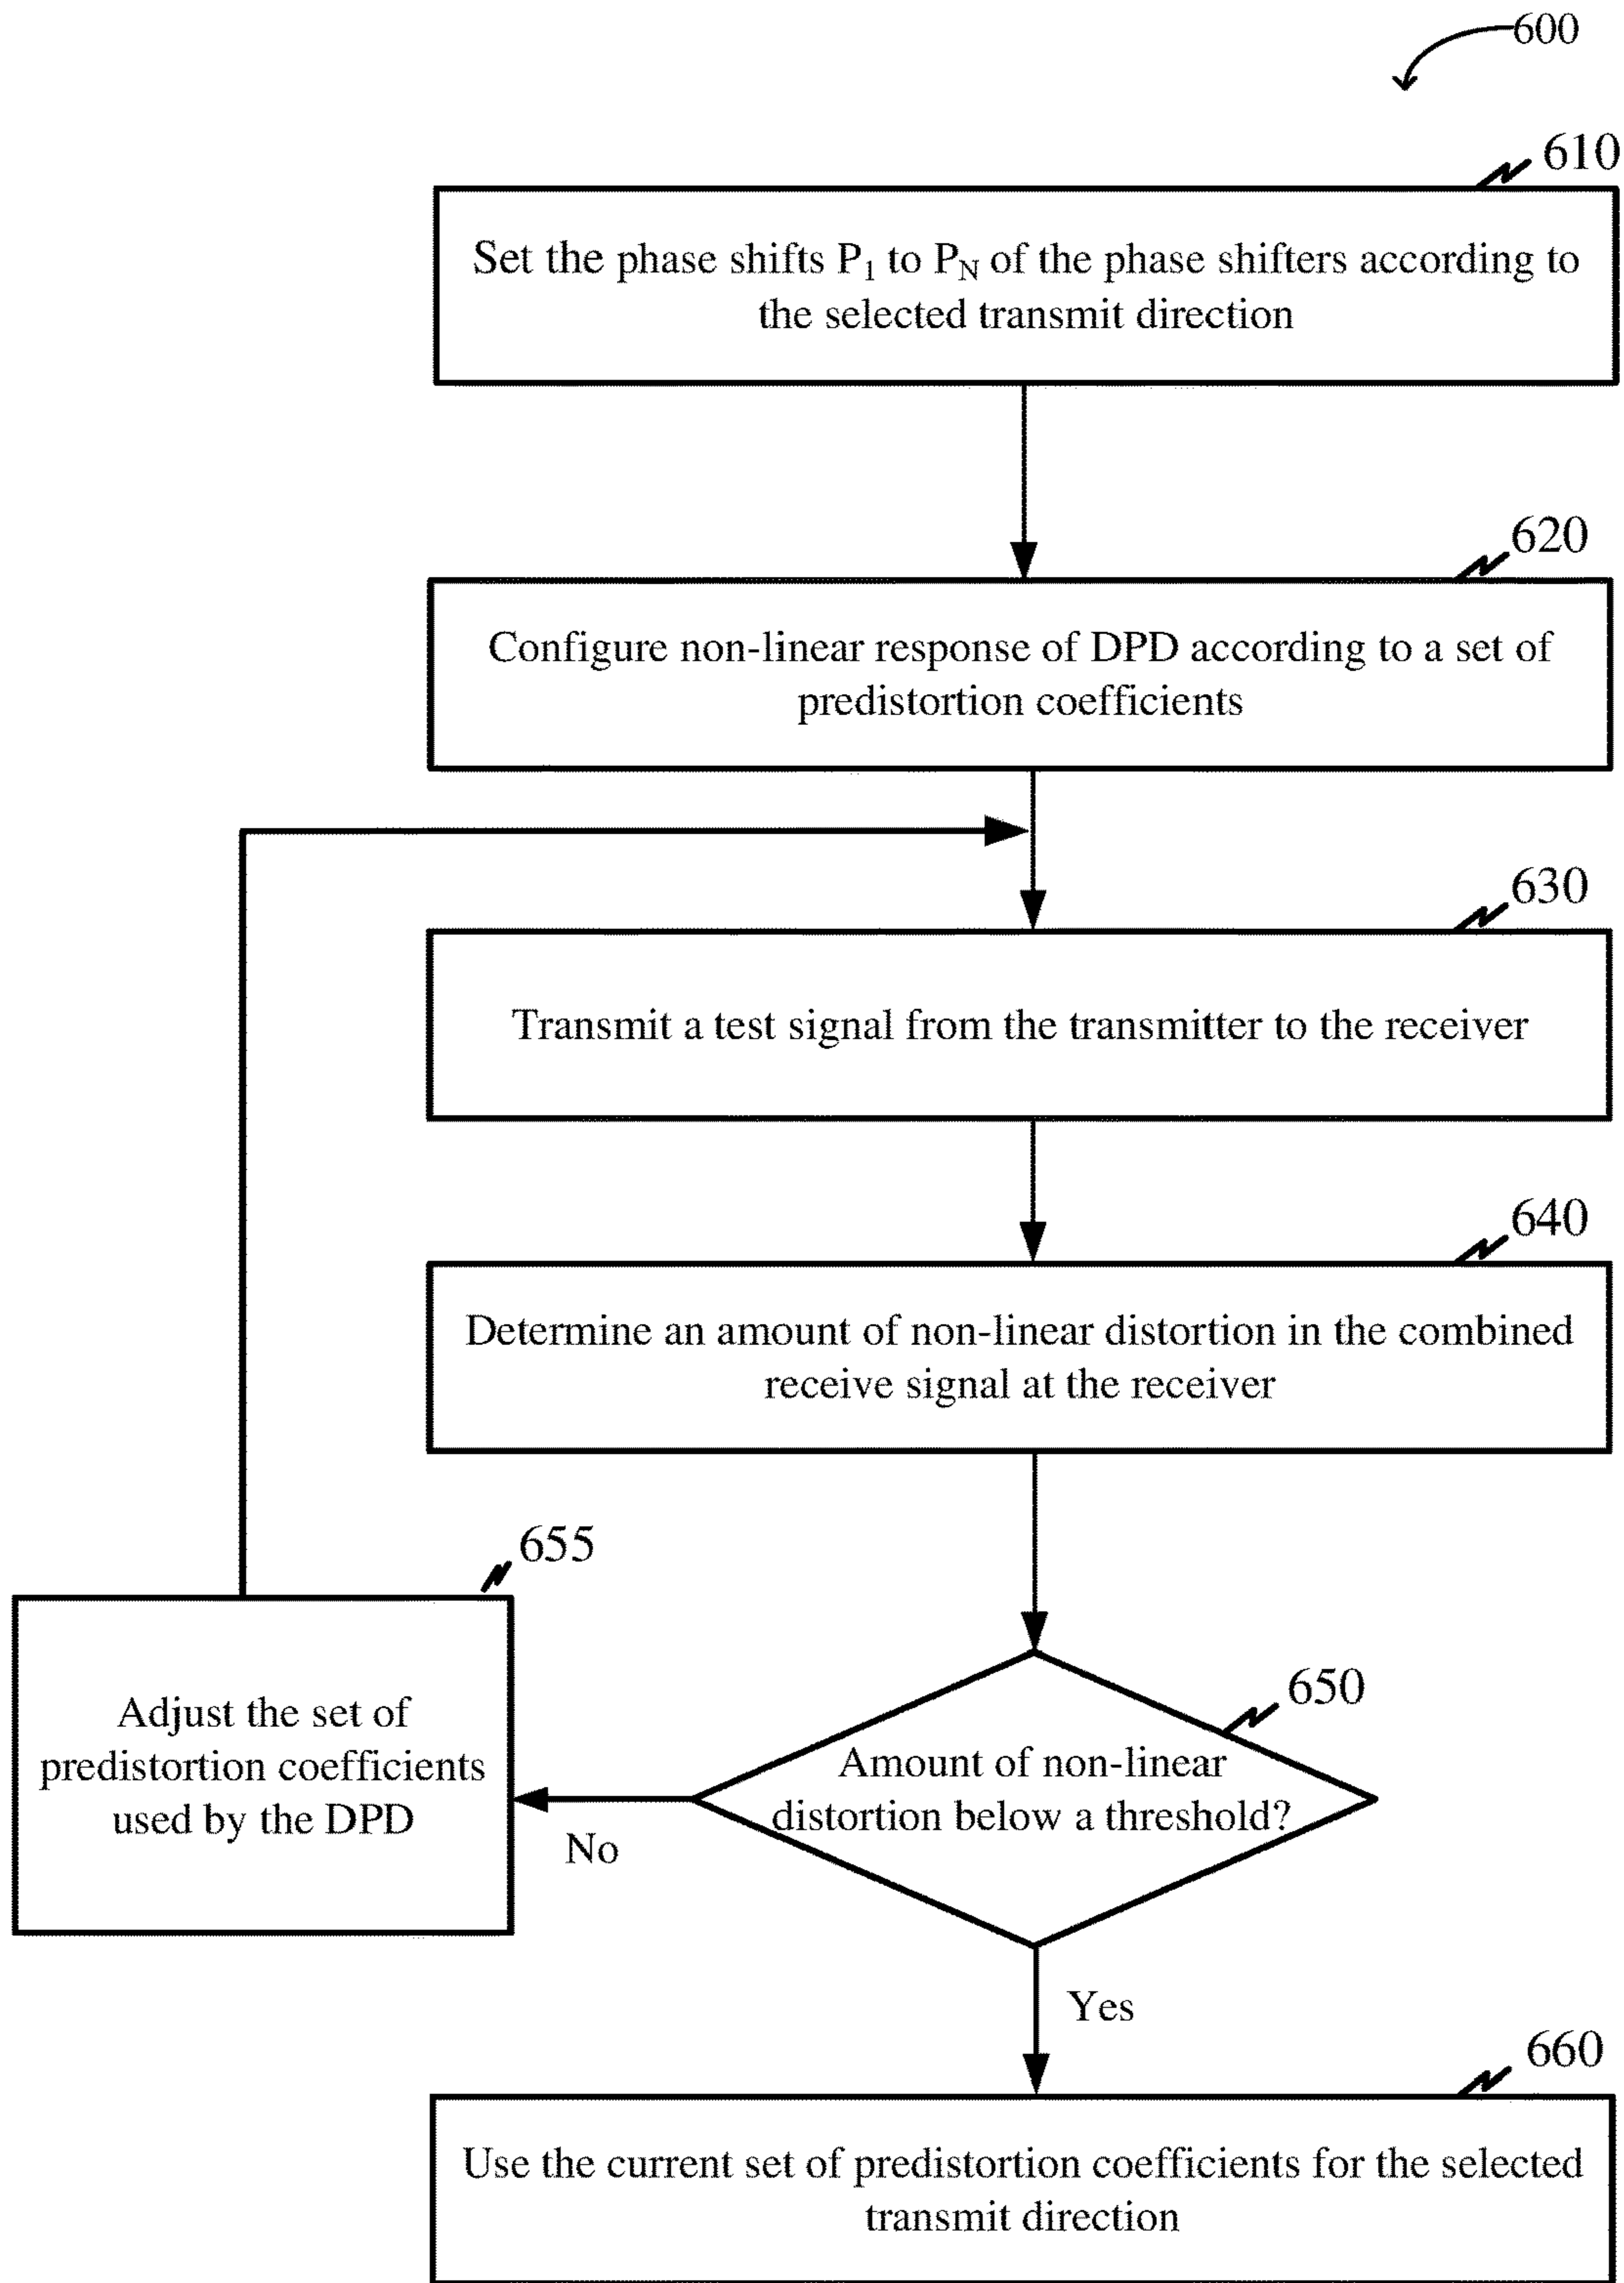 600
610
Set the phase shifts P₁ to P_N of the phase shifters according to
the selected transmit direction
620
Configure non-linear response of DPD according to a set of
predistortion coefficients
630
Transmit a test signal from the transmitter to the receiver
640
Determine an amount of non-linear distortion in the combined
receive signal at the receiver
655
Adjust the set of
predistortion coefficients
used by the DPD
650
Amount of non-linear
distortion below a threshold?
No
Yes
660
Use the current set of predistortion coefficients for the selected
transmit direction